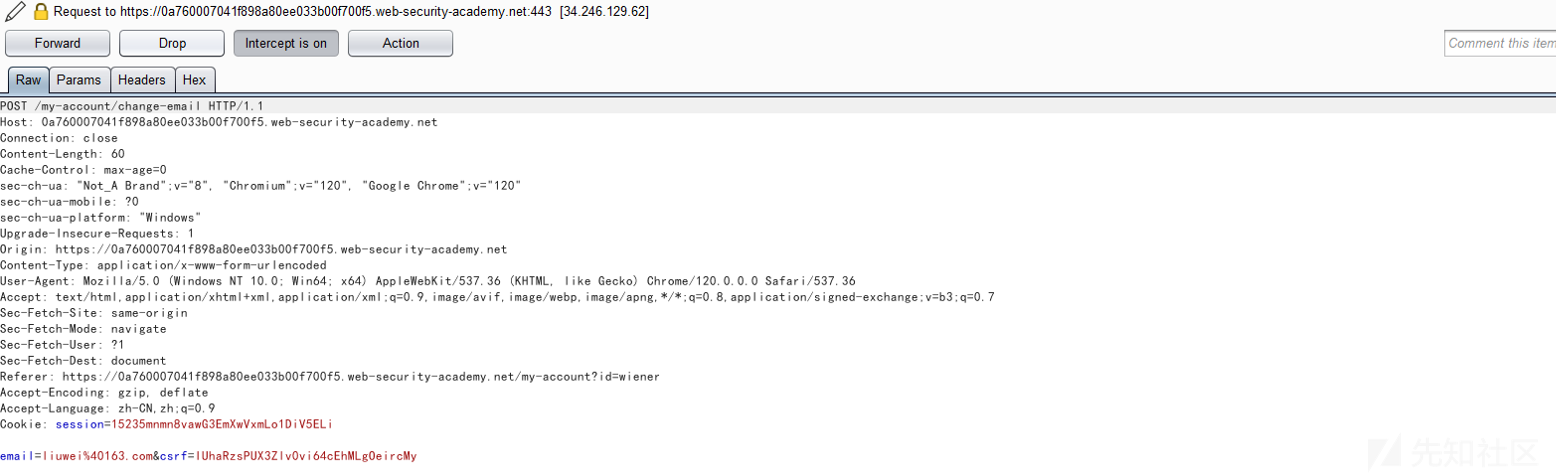 Request to https://0a760007041f898a80ee033b00f700f5.web-security-academy.net:443 [34.246.129.62]
Forward Drop Intercept is on Action Comment this item
Raw Params Headers Hex
POST /my-account/change-email HTTP/1.1
Host: 0a760007041f898a80ee033b00f700f5.web-security-academy.net
Connection: close
Content-Length: 60
Cache-Control: max-age=0
sec-ch-ua: "Not_A Brand";v="8", "Chromium";v="120", "Google Chrome";v="120"
sec-ch-ua-mobile: ?0
sec-ch-ua-platform: "Windows"
Upgrade-Insecure-Requests: 1
Origin: https://0a760007041f898a80ee033b00f700f5.web-security-academy.net
Content-Type: application/x-www-form-urlencoded
User-Agent: Mozilla/5.0 (Windows NT 10.0; Win64; x64) AppleWebKit/537.36 (KHTML, like Gecko) Chrome/120.0.0.0 Safari/537.36
Accept: text/html,application/xhtml+xml,application/xml;q=0.9,image/avif,image/webp,image/apng,*/*;q=0.8,application/signed-exchange;v=b3;q=0.7
Sec-Fetch-Site: same-origin
Sec-Fetch-Mode: navigate
Sec-Fetch-User: ?1
Sec-Fetch-Dest: document
Referer: https://0a760007041f898a80ee033b00f700f5.web-security-academy.net/my-account?id=wiener
Accept-Encoding: gzip, deflate
Accept-Language: zh-CN,zh;q=0.9
Cookie: session=15235mnmn8vawG3EmXwVxmLo1DiV5ELi
email=liuwei%40163.com&csrf=lUhaRzsPUX3Zlv0vi64cEhMLgOeircMy
先知社区